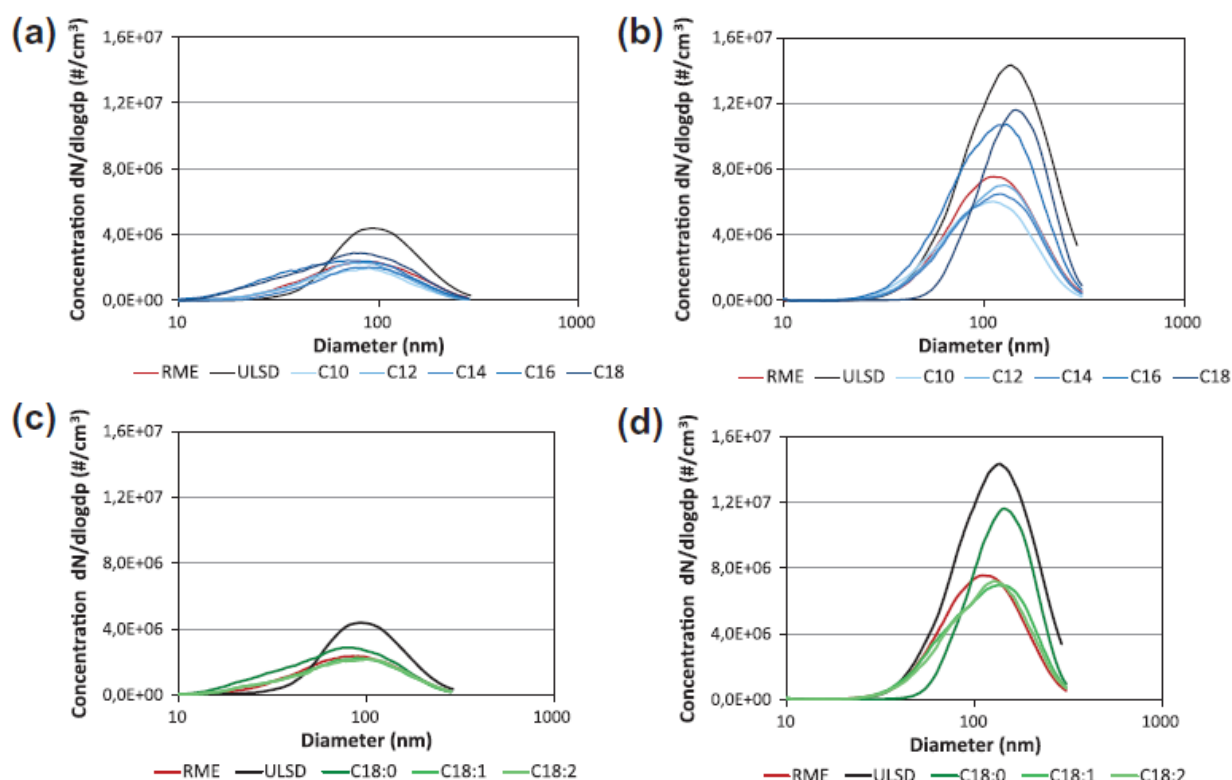 (a)
Concentration dN/dlogdp (#/cm³)
1,6E+07
1,2E+07
8,0E+06
4,0E+06
0,0E+00
10 100 1000
Diameter (nm)
RME ULSD C10 C12 C14 C16 C18
(b)
Concentration dN/dlogdp (#/cm³)
1,6E+07
1,2E+07
8,0E+06
4,0E+06
0,0E+00
10 100 1000
Diameter (nm)
RME ULSD C10 C12 C14 C16 C18
(c)
Concentration dN/dlogdp (#/cm³)
1,6E+07
1,2E+07
8,0E+06
4,0E+06
0,0E+00
10 100 1000
Diameter (nm)
RME ULSD C18:0 C18:1 C18:2
(d)
Concentration dN/dlogdp (#/cm³)
1,6E+07
1,2E+07
8,0E+06
4,0E+06
0,0E+00
10 100 1000
Diameter (nm)
RME ULSD C18:0 C18:1 C18:2